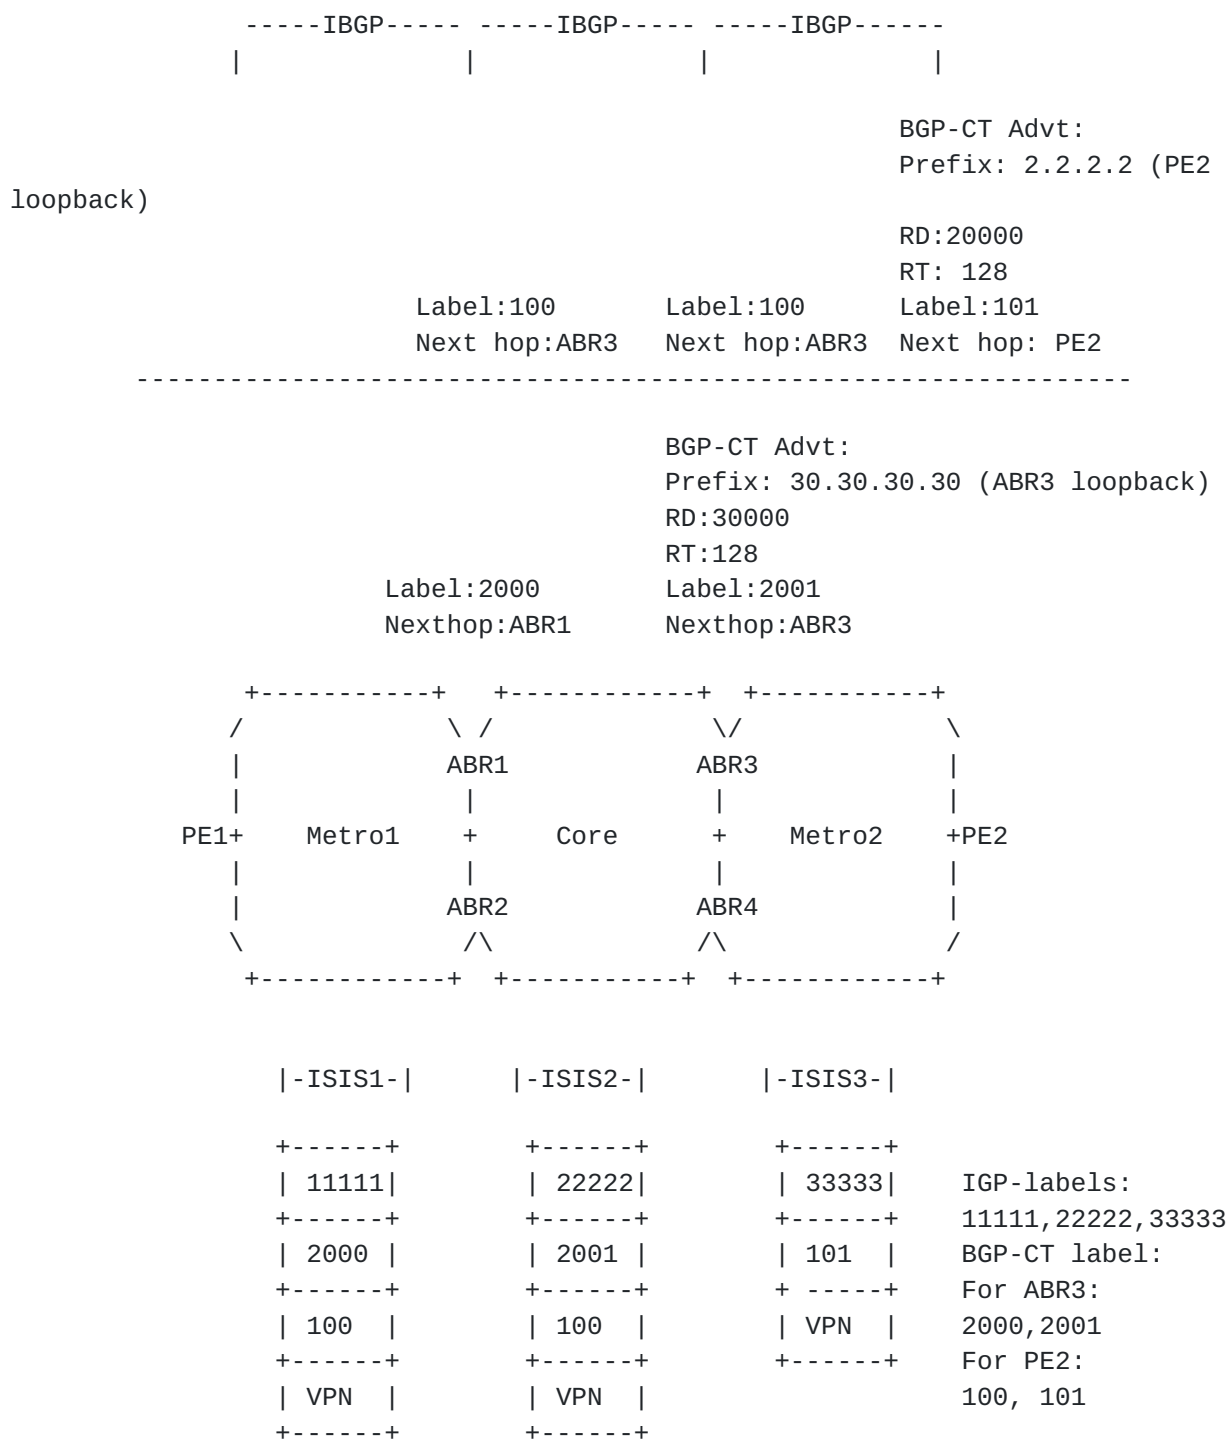 -----IBGP----- -----IBGP----- -----IBGP------
|               |               |               |
BGP-CT Advt:
Prefix: 2.2.2.2 (PE2
loopback)
RD:20000
RT: 128
Label:100       Label:100      Label:101
Next hop:ABR3   Next hop:ABR3  Next hop: PE2
----------------------------------------------------------------
BGP-CT Advt:
Prefix: 30.30.30.30 (ABR3 loopback)
RD:30000
RT:128
Label:2000        Label:2001
Nexthop:ABR1      Nexthop:ABR3
+-----------+   +------------+  +-----------+
/             \ /              \/             \
|             ABR1            ABR3            |
|               |               |              |
PE1+    Metro1    +     Core      +    Metro2    +PE2
|               |               |              |
|             ABR2            ABR4            |
\              /\             /\              /
+------------+  +-----------+  +------------+
|-ISIS1-|      |-ISIS2-|       |-ISIS3-|
+------+        +-------+        +------+
| 11111|        | 22222|        | 33333|    IGP-labels:
+------+        +-------+        +------+    11111,22222,33333
| 2000 |        | 2001 |        | 101  |    BGP-CT label:
+------+        +-------+        + -----+    For ABR3:
| 100  |        | 100  |        | VPN  |    2000,2001
+------+        +-------+        +------+    For PE2:
| VPN  |        | VPN  |                    100, 101
+------+        +-------+